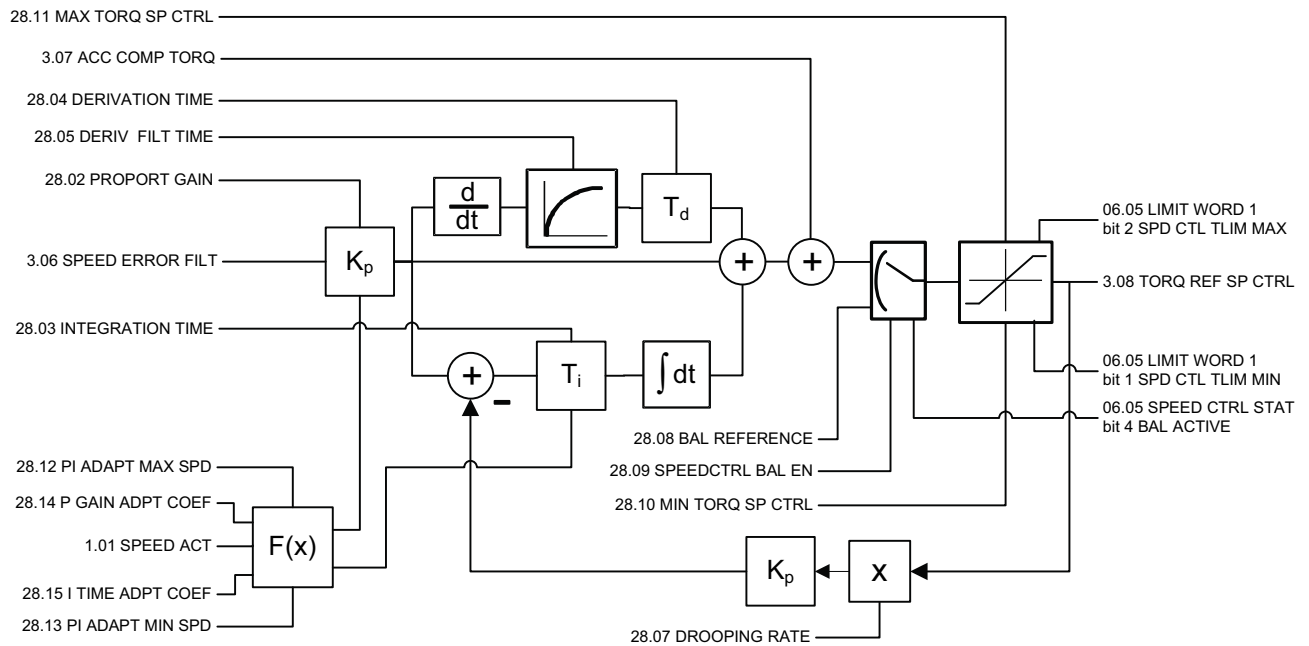 28.11 MAX TORQ SP CTRL
3.07 ACC COMP TORQ
28.04 DERIVATION TIME
28.05 DERIV FILT TIME
28.02 PROPORT GAIN
d
dt
Td
06.05 LIMIT WORD 1
bit 2 SPD CTL TLIM MAX
3.06 SPEED ERROR FILT
Kp
+
+
3.08 TORQ REF SP CTRL
28.03 INTEGRATION TIME
+
−
Ti
∫dt
06.05 LIMIT WORD 1
bit 1 SPD CTL TLIM MIN
06.05 SPEED CTRL STAT
bit 4 BAL ACTIVE
28.08 BAL REFERENCE
28.09 SPEEDCTRL BAL EN
28.10 MIN TORQ SP CTRL
28.12 PI ADAPT MAX SPD
28.14 P GAIN ADPT COEF
1.01 SPEED ACT
F(x)
28.15 I TIME ADPT COEF
28.13 PI ADAPT MIN SPD
Kp
x
28.07 DROOPING RATE